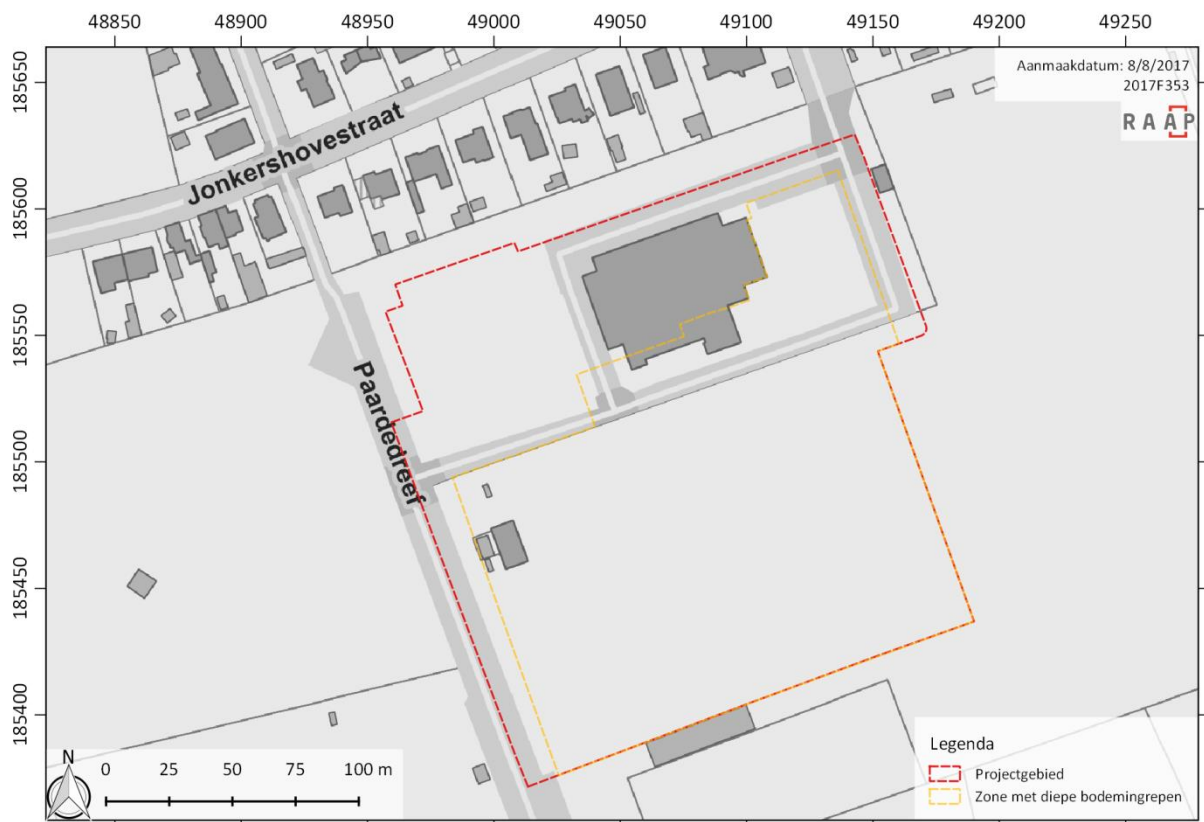 48850 48900 48950 49000 49050 49100 49150 49200 49250
Aanmaakdatum: 8/8/2017
2017F353
RAAP
185650
185600
185550
185500
185450
185400
Jonkershovestraat
Paardedreef
N
0 25 50 75 100 m
Legenda
Projectgebied
Zone met diepe bodemingrepen